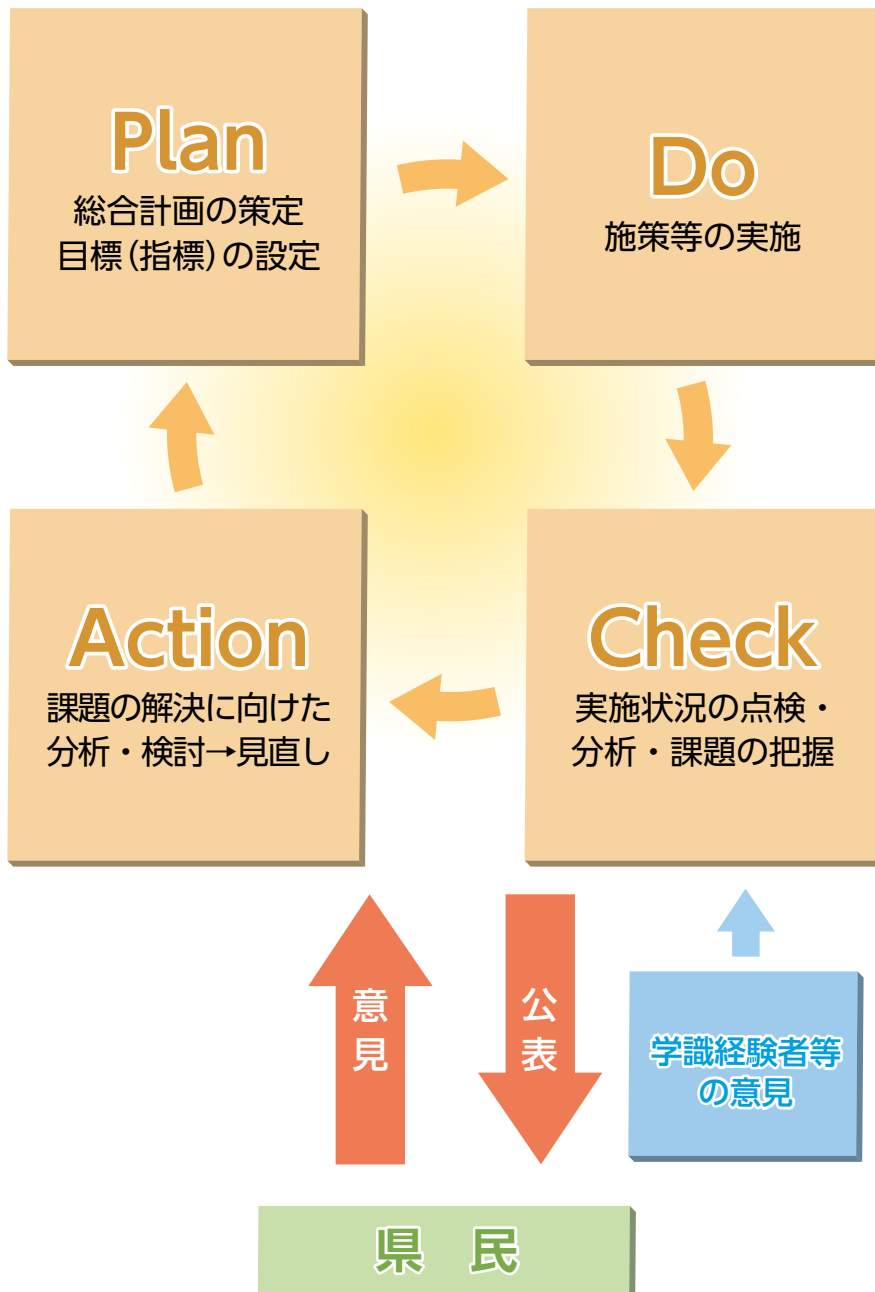 Plan
総合計画の策定
目標(指標)の設定
Do
施策等の実施
Action
課題の解決に向けた
分析・検討→見直し
Check
実施状況の点検・
分析・課題の把握
意見
公表
学識経験者等
の意見
県 民